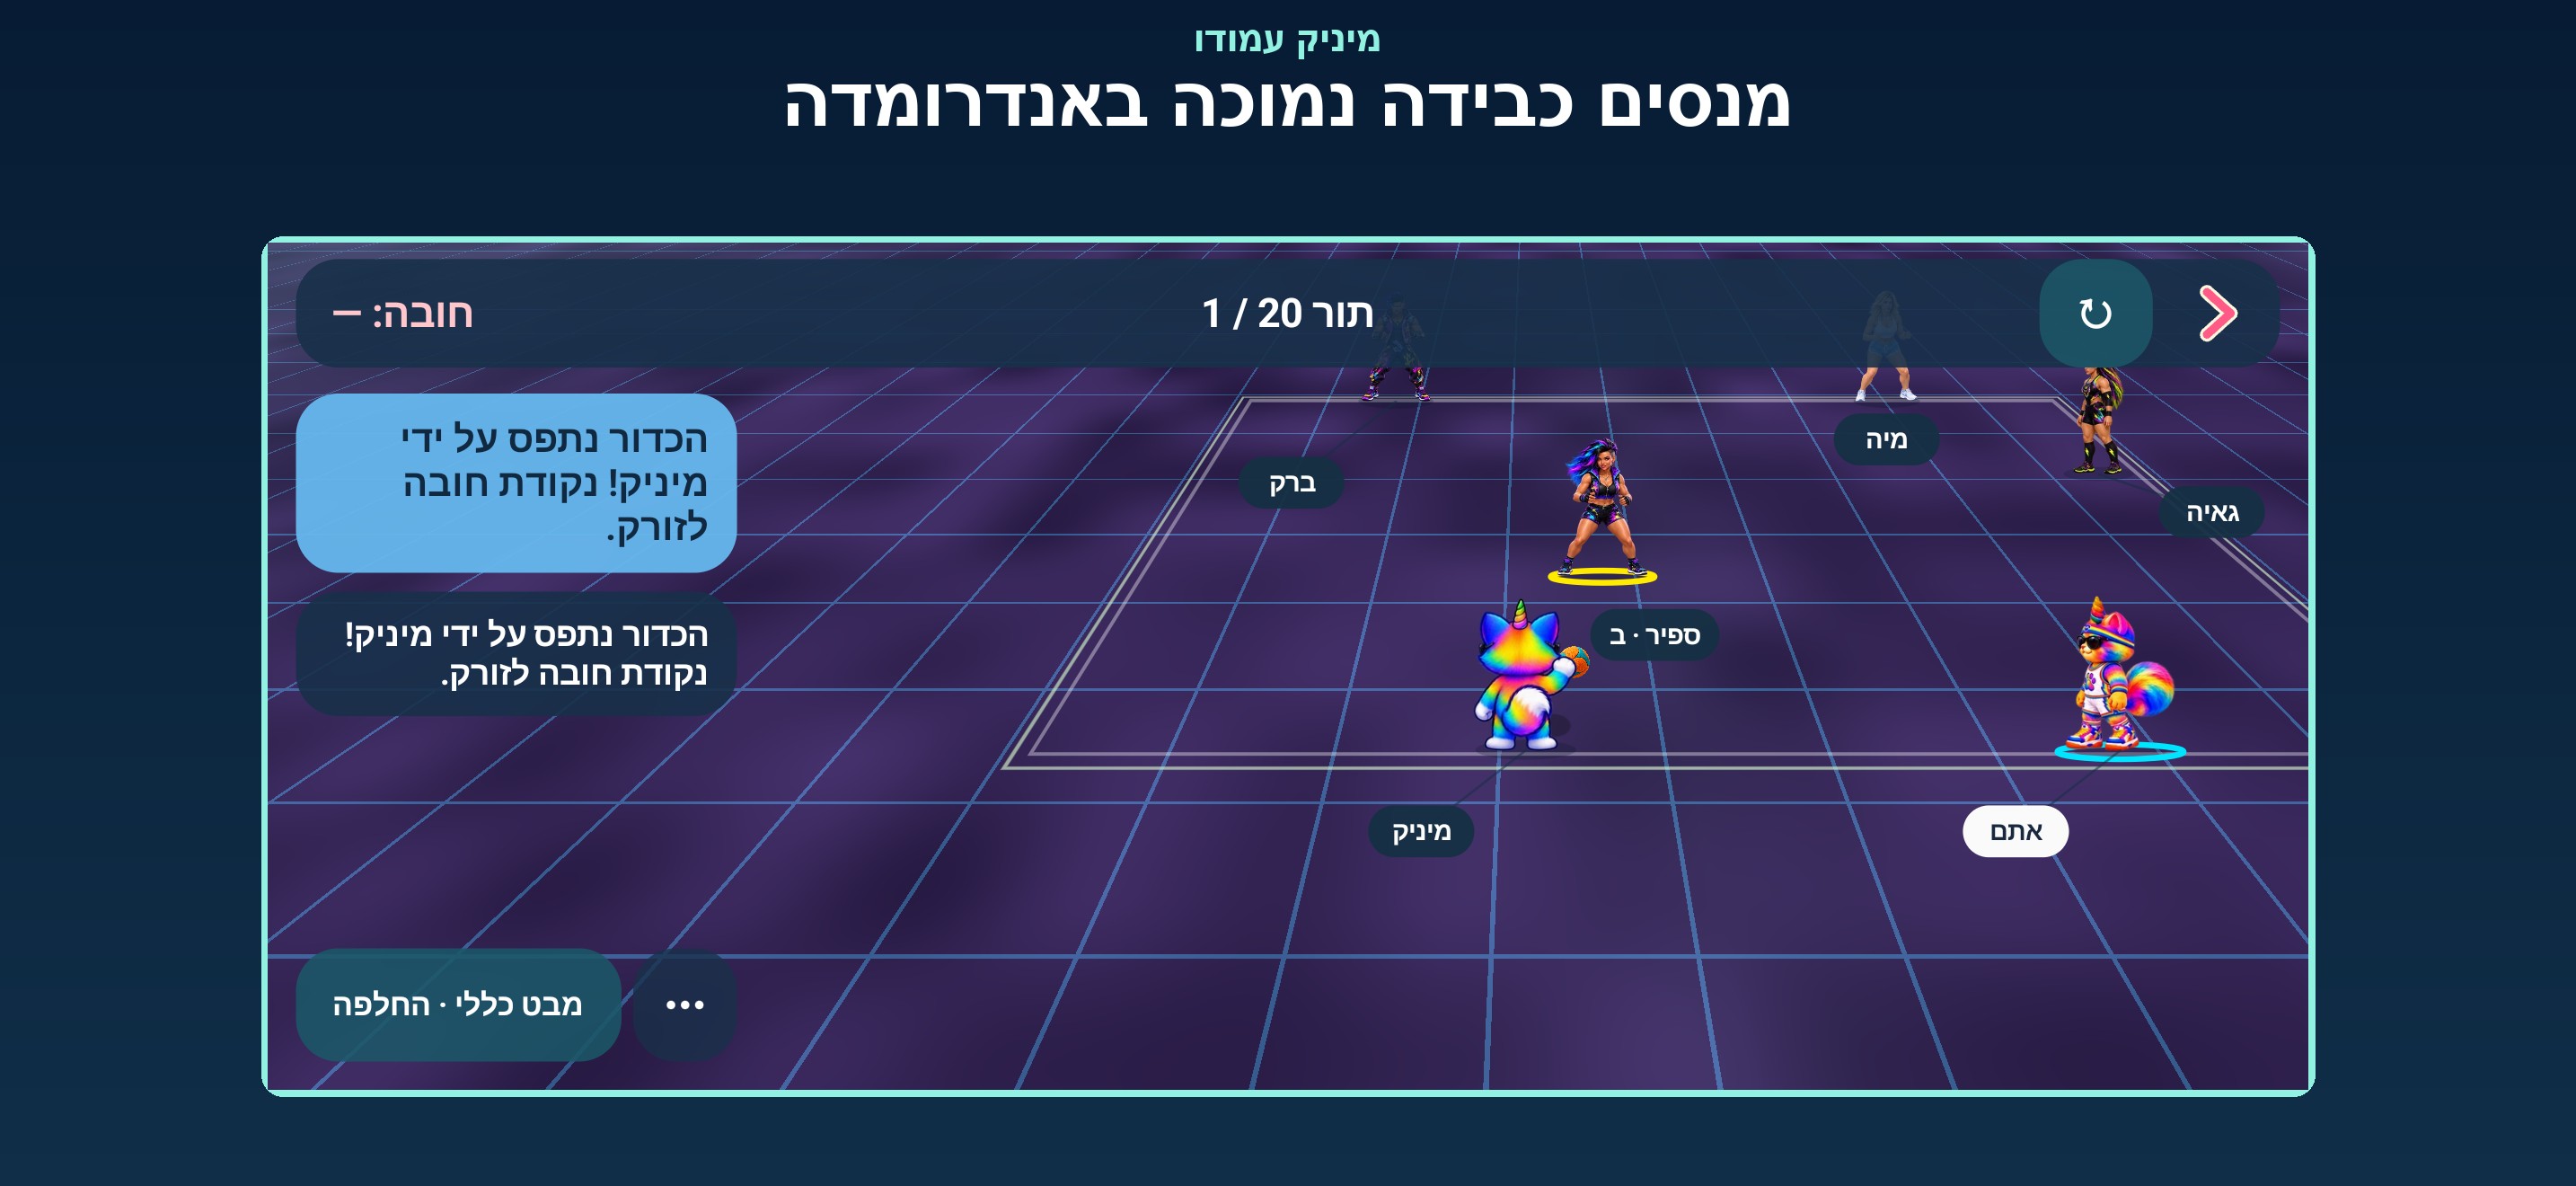 מיניק עמודו
מנסים כבידה נמוכה באנדרומדה
תור 20 / 1
חובה: –
הכדור נתפס על ידי
מיניק! נקודת חובה
לזורק.
הכדור נתפס על ידי מיניק!
נקודת חובה לזורק.
מיה
ברק
גאיה
ספיר · ב
מיניק
אתם
מבט כללי · החלפה